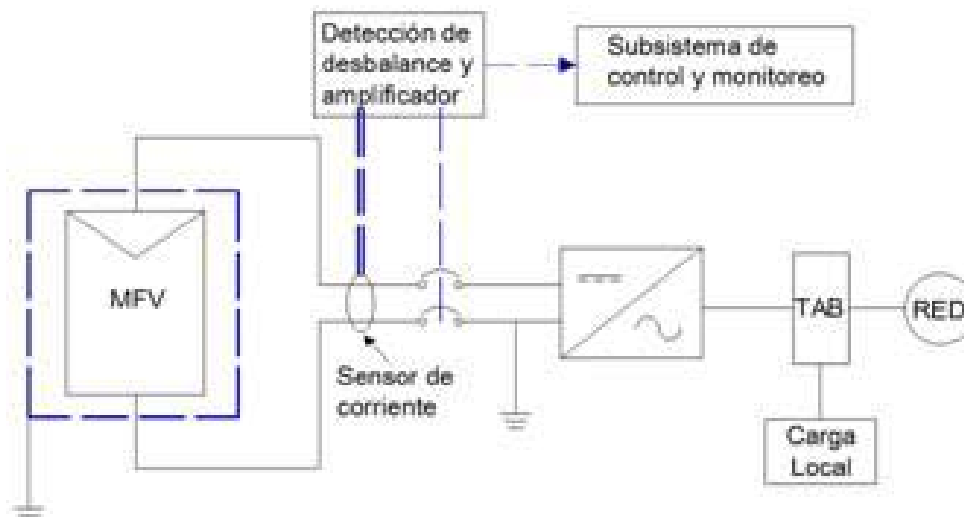 Detección de
desbalance y
amplificador
Subsistema de
control y monitoreo
MFV
Sensor de
corriente
TAB
RED
Carga
Local